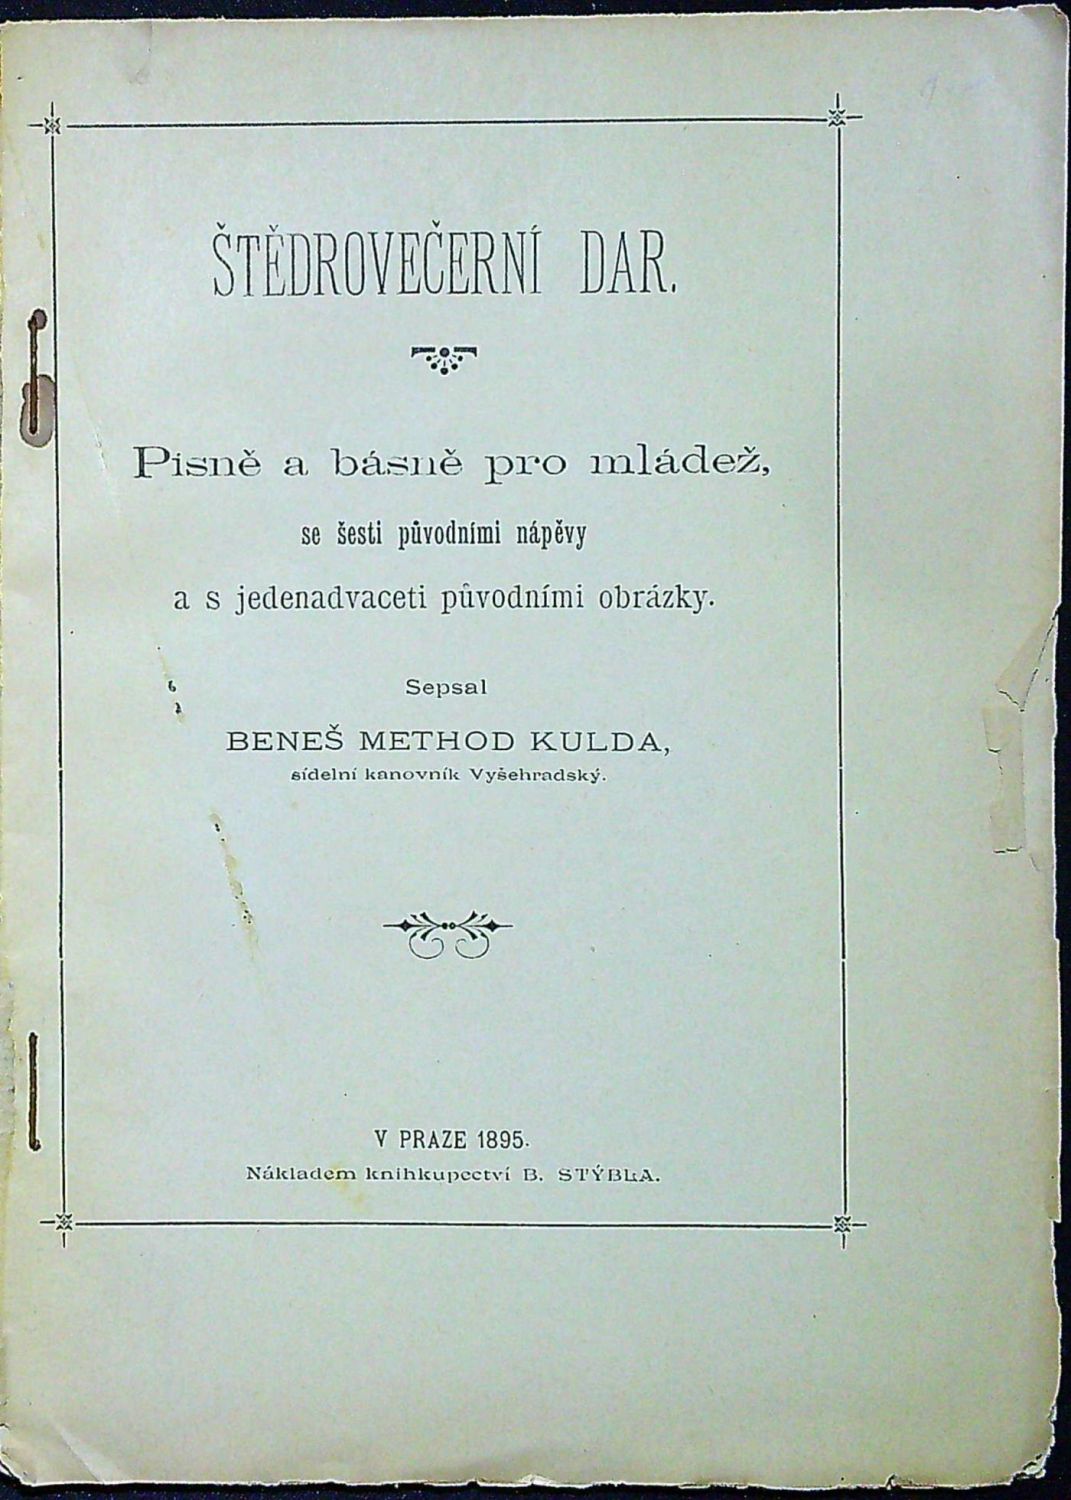 ŠTĚDROVEČERNÍ DAR.
Pisně a básně pro mládež,
se šesti původními nápěvy
a s jedenadvaceti původními obrázky.
Sepsal
BENEŠ METHOD KULDA,
sídelní kanovník Vyšehradský.
V PRAZE 1895.
Nákladem knihkupectví B. STÝBLA.